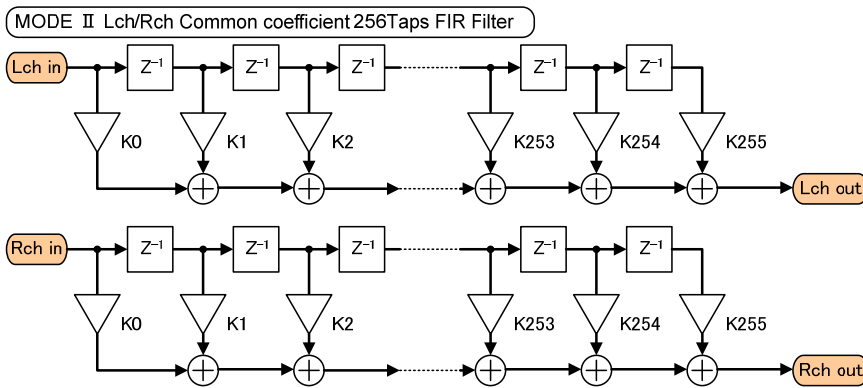 MODE Ⅱ Lch/Rch Common coefficient 256Taps FIR Filter
Lch in Z⁻¹ Z⁻¹ Z⁻¹ Z⁻¹ Z⁻¹
K0 K1 K2 K253 K254 K255
Lch out
Rch in Z⁻¹ Z⁻¹ Z⁻¹ Z⁻¹ Z⁻¹
K0 K1 K2 K253 K254 K255
Rch out